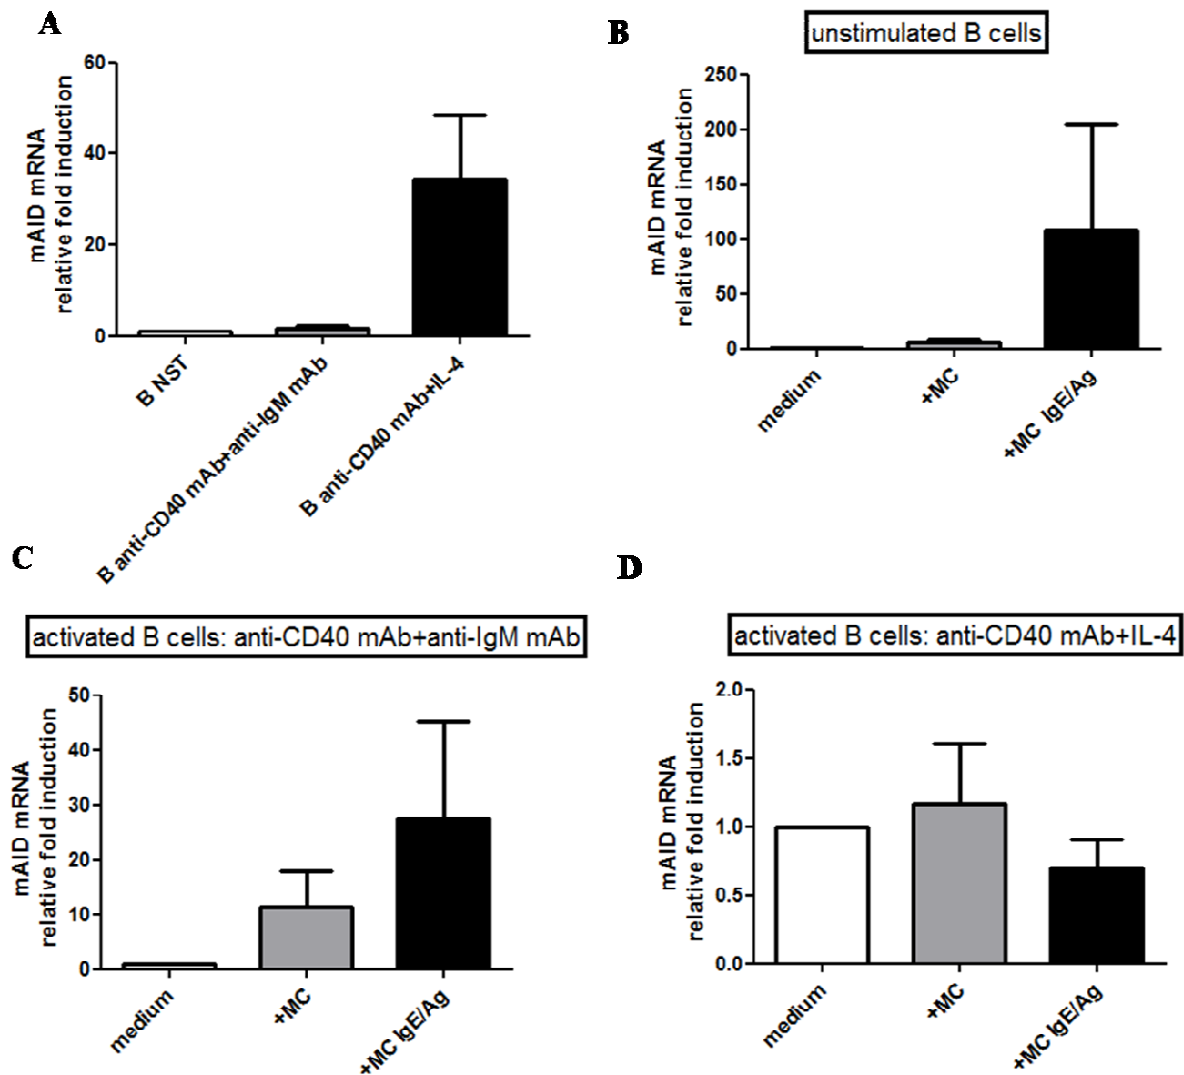 A
mAID mRNA
relative fold induction
60
40
20
0
B NST
B anti-CD40 mAb+anti-IgM mAb
B anti-CD40 mAb+IL-4
B
unstimulated B cells
mAID mRNA
relative fold induction
250
200
150
100
50
0
medium
+MC
+MC IgE/Ag
C
activated B cells: anti-CD40 mAb+anti-IgM mAb
mAID mRNA
relative fold induction
50
40
30
20
10
0
medium
+MC
+MC IgE/Ag
D
activated B cells: anti-CD40 mAb+IL-4
mAID mRNA
relative fold induction
2.0
1.5
1.0
0.5
0.0
medium
+MC
+MC IgE/Ag